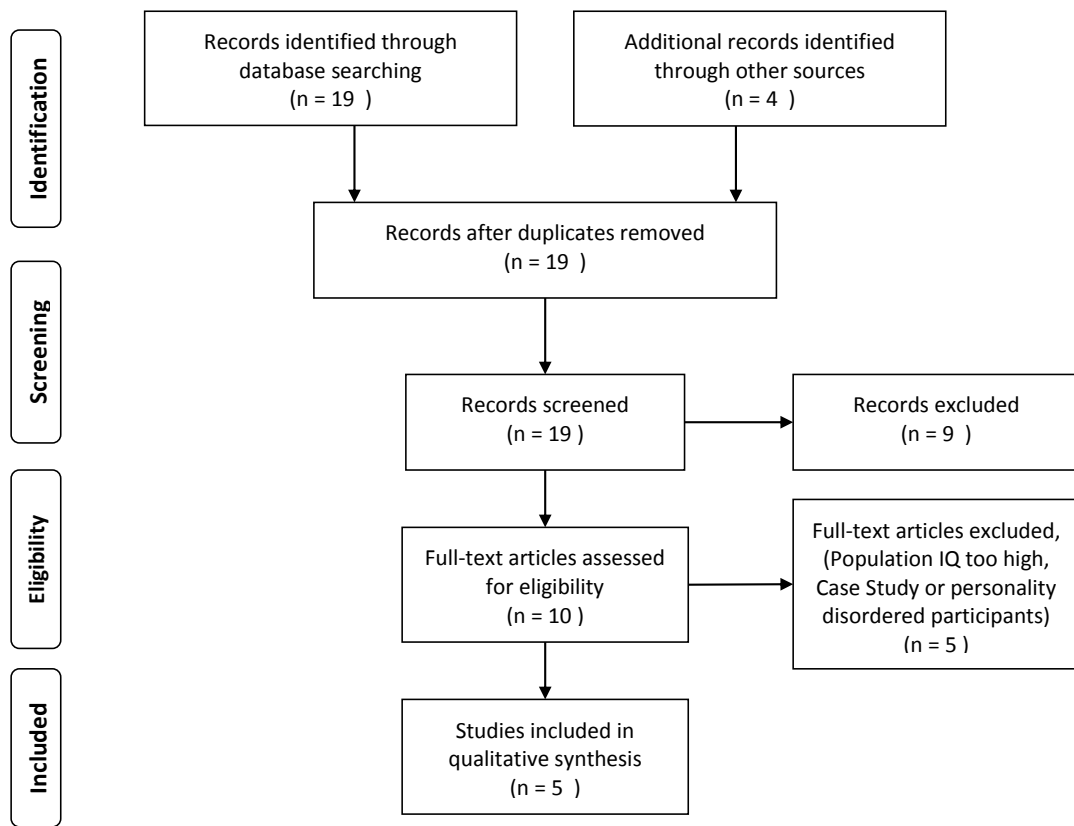 Identification
Records identified through
database searching
(n = 19  )
Additional records identified
through other sources
(n = 4  )
Records after duplicates removed
(n = 19  )
Screening
Records screened
(n = 19 )
Records excluded
(n = 9  )
Eligibility
Full-text articles assessed
for eligibility
(n = 10 )
Full-text articles excluded,
(Population IQ too high,
Case Study or personality
disordered participants)
(n = 5 )
Included
Studies included in
qualitative synthesis
(n = 5  )